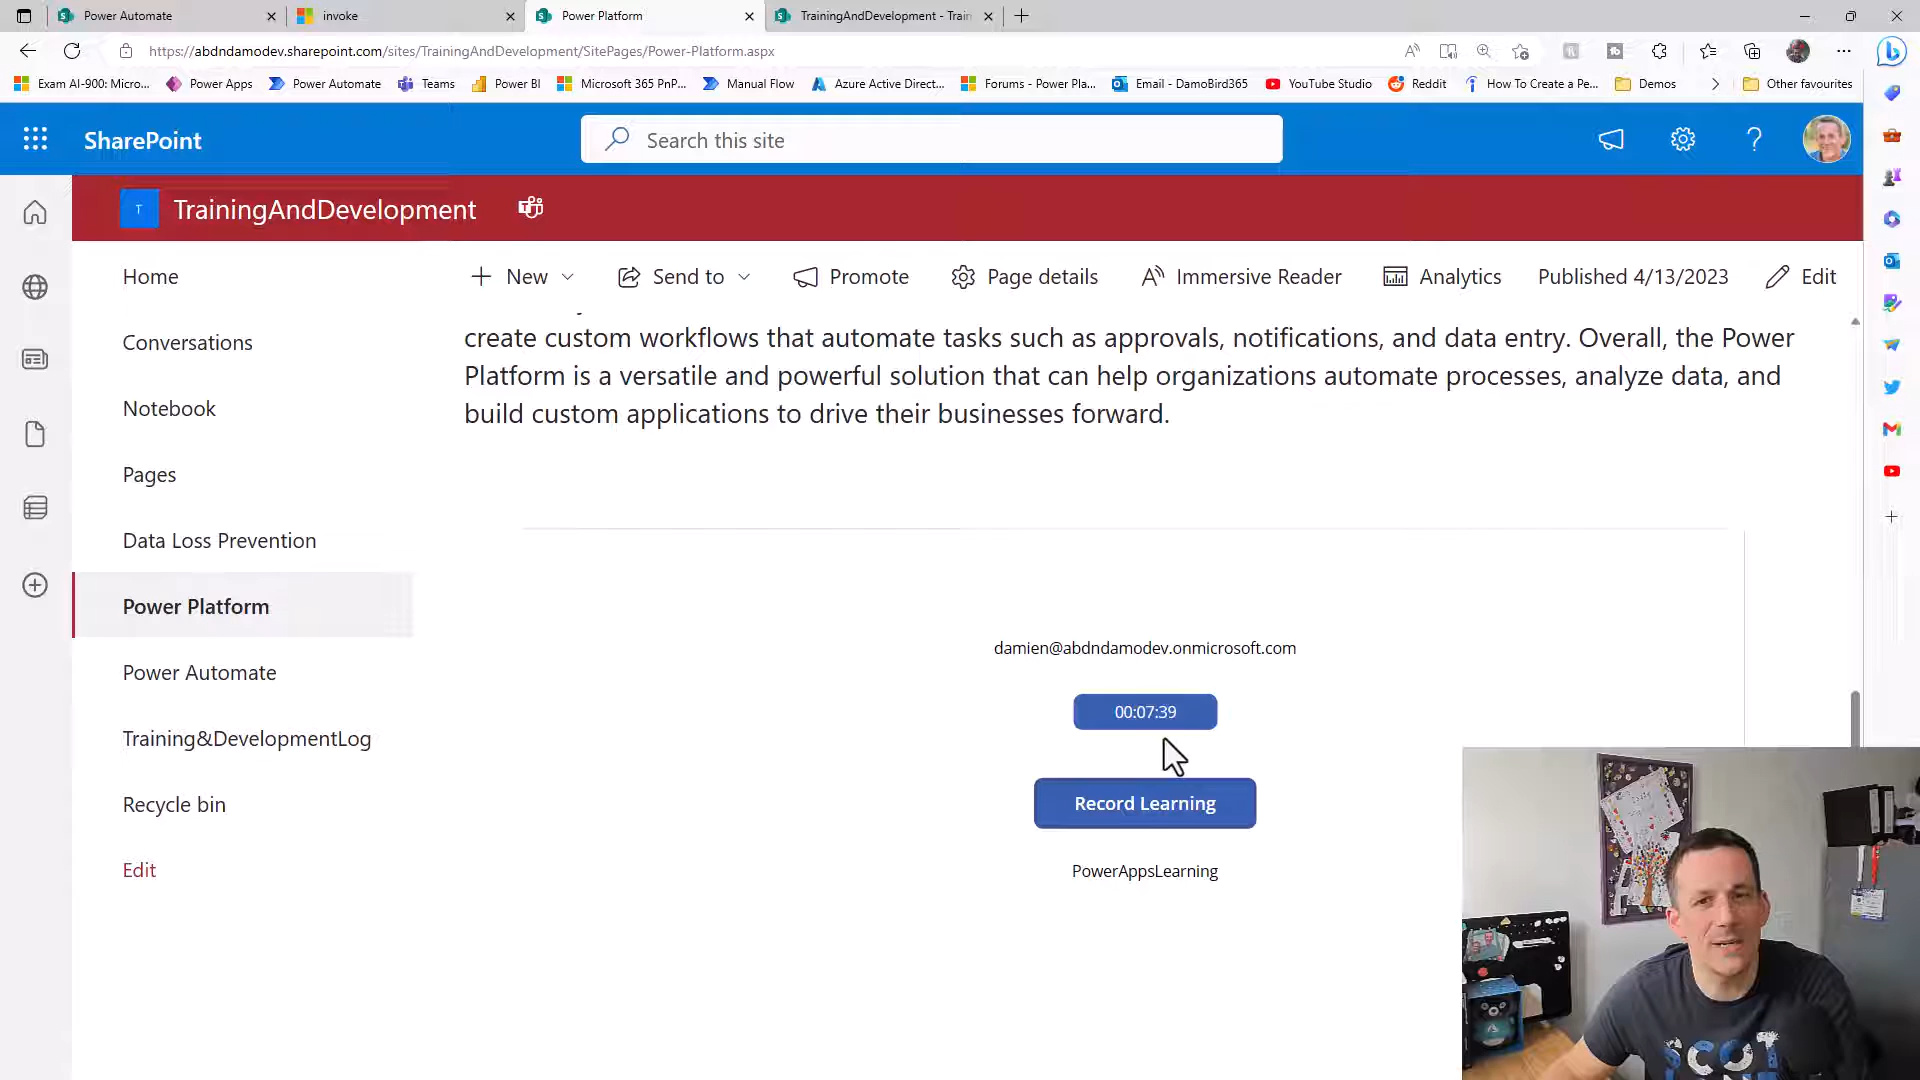 Power Automate
invoke
Power Platform
TrainingAndDevelopment - Train
https://abdndamodev.sharepoint.com/sites/TrainingAndDevelopment/SitePages/Power-Platform.aspx
Exam AI-900: Micro...
Power Apps
Power Automate
Teams
Power BI
Microsoft 365 PnP...
Manual Flow
Azure Active Direct...
Forums - Power Pla...
Email - DamoBird365
YouTube Studio
Reddit
How To Create a Pe...
Demos
Other favourites
SharePoint
Search this site
T
TrainingAndDevelopment
Home
Conversations
Notebook
Pages
Data Loss Prevention
Power Platform
Power Automate
Training&DevelopmentLog
Recycle bin
Edit
New
Send to
Promote
Page details
Immersive Reader
Analytics
Published 4/13/2023
Edit
create custom workflows that automate tasks such as approvals, notifications, and data entry. Overall, the Power
Platform is a versatile and powerful solution that can help organizations automate processes, analyze data, and
build custom applications to drive their businesses forward.
damien@abdndamodev.onmicrosoft.com
00:07:39
Record Learning
PowerAppsLearning
SCOT